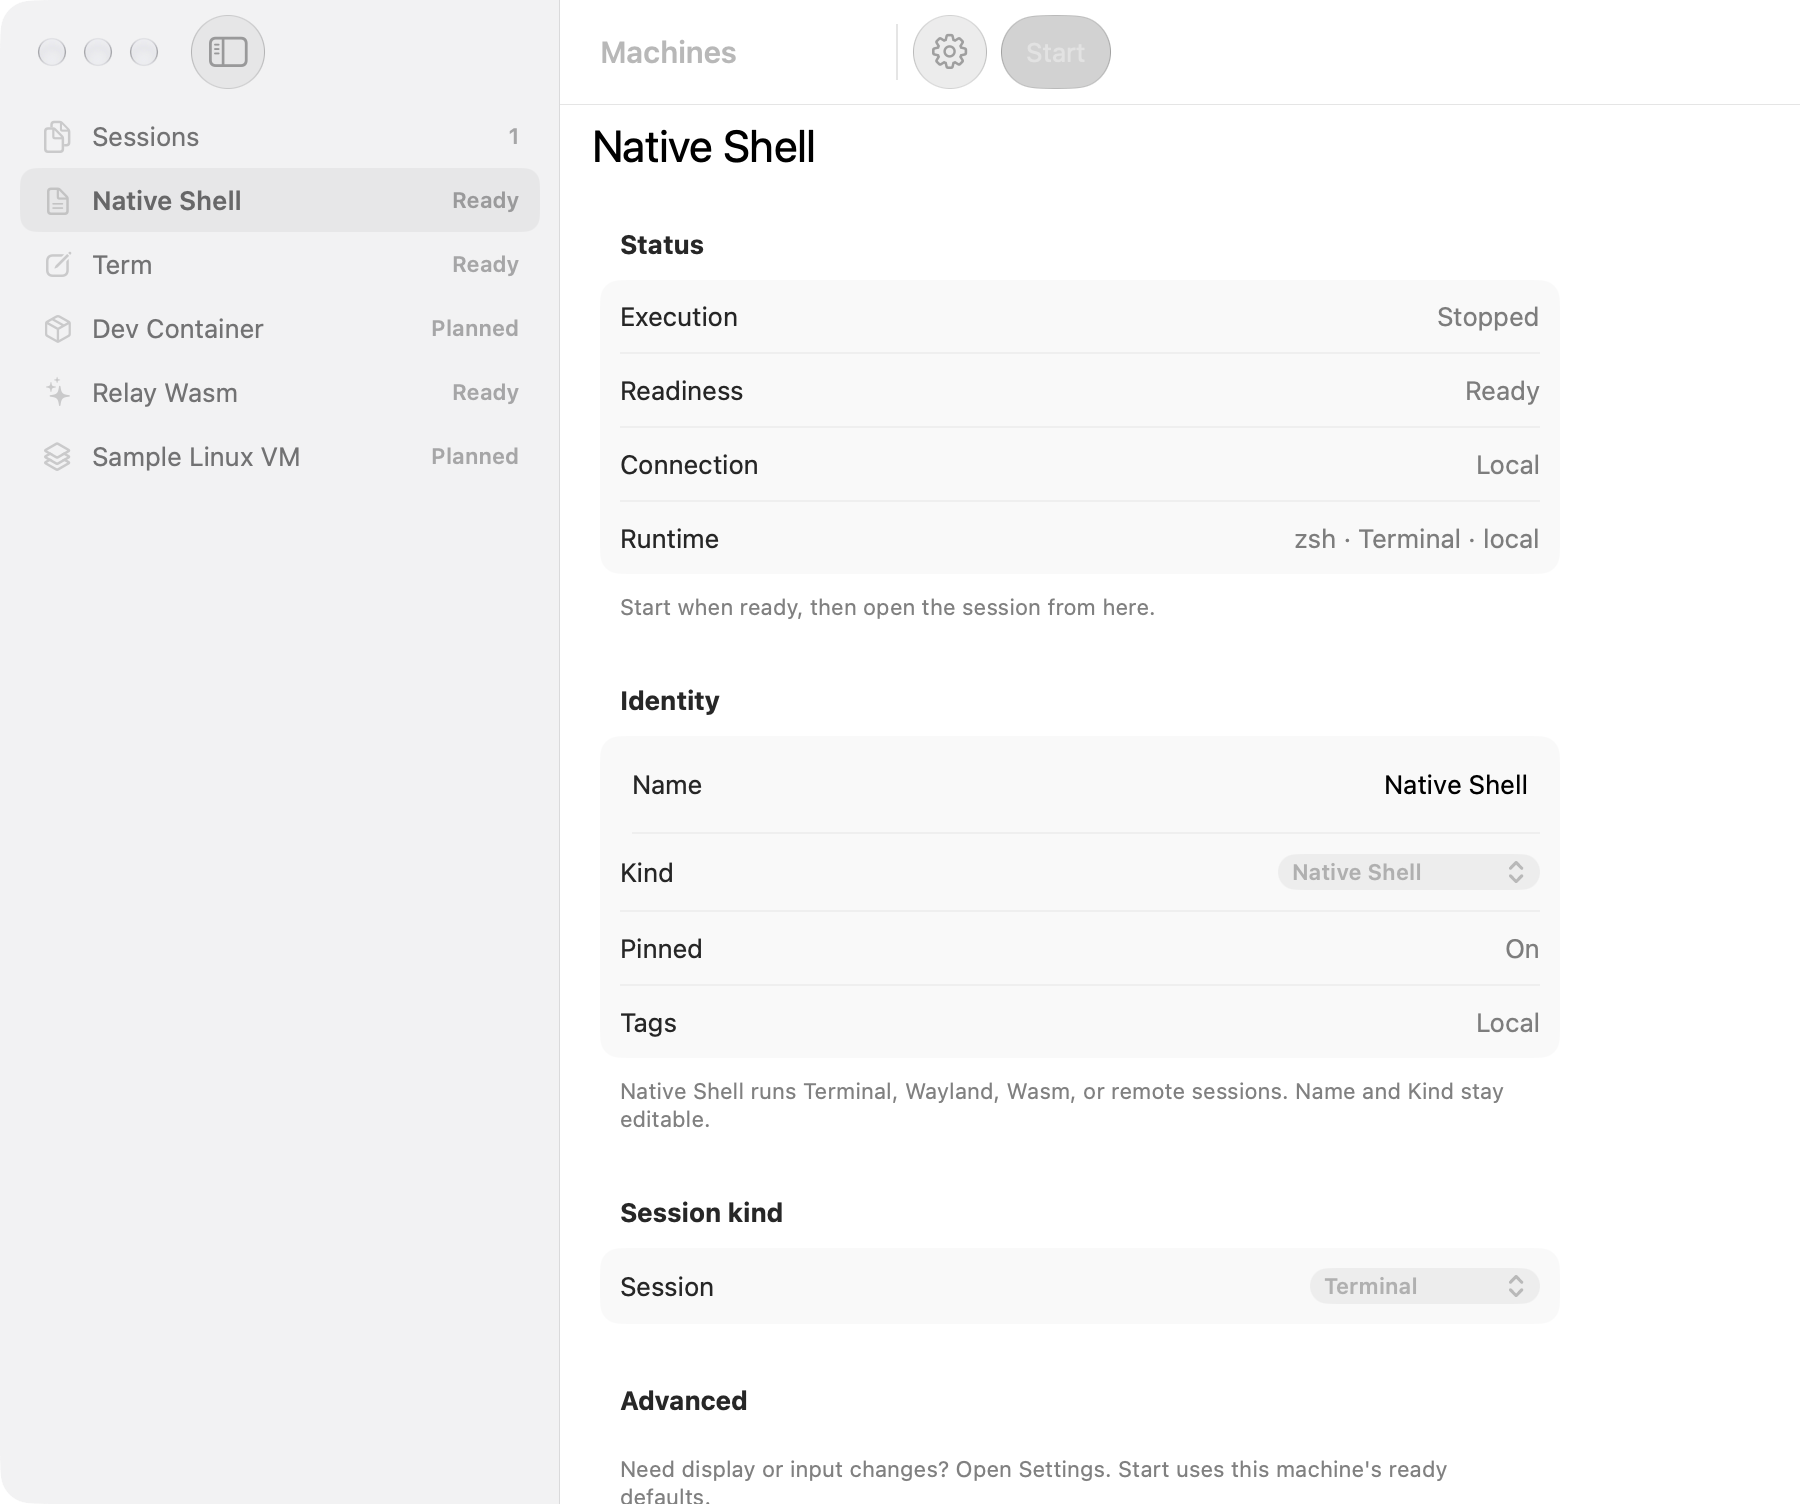 Machines
Start
Sessions 1
Native Shell Ready
Term Ready
Dev Container Planned
Relay Wasm Ready
Sample Linux VM Planned
Native Shell
Status
Execution Stopped
Readiness Ready
Connection Local
Runtime zsh · Terminal · local
Start when ready, then open the session from here.
Identity
Name Native Shell
Kind Native Shell
Pinned On
Tags Local
Native Shell runs Terminal, Wayland, Wasm, or remote sessions. Name and Kind stay
editable.
Session kind
Session Terminal
Advanced
Need display or input changes? Open Settings. Start uses this machine's ready
defaults.